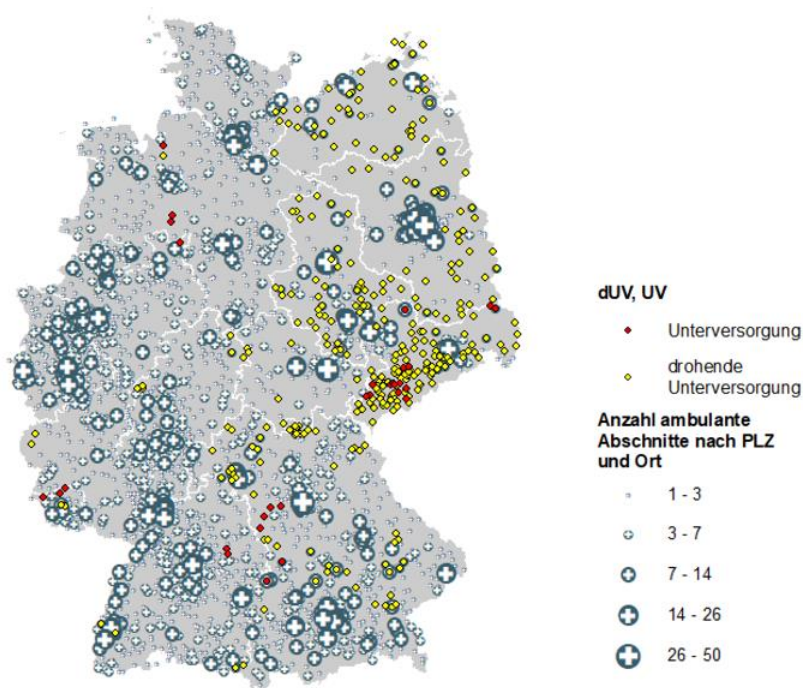 dUV, UV
Unterversorgung
drohende
Unterversorgung
Anzahl ambulante
Abschnitte nach PLZ
und Ort
1 - 3
3 - 7
7 - 14
14 - 26
26 - 50